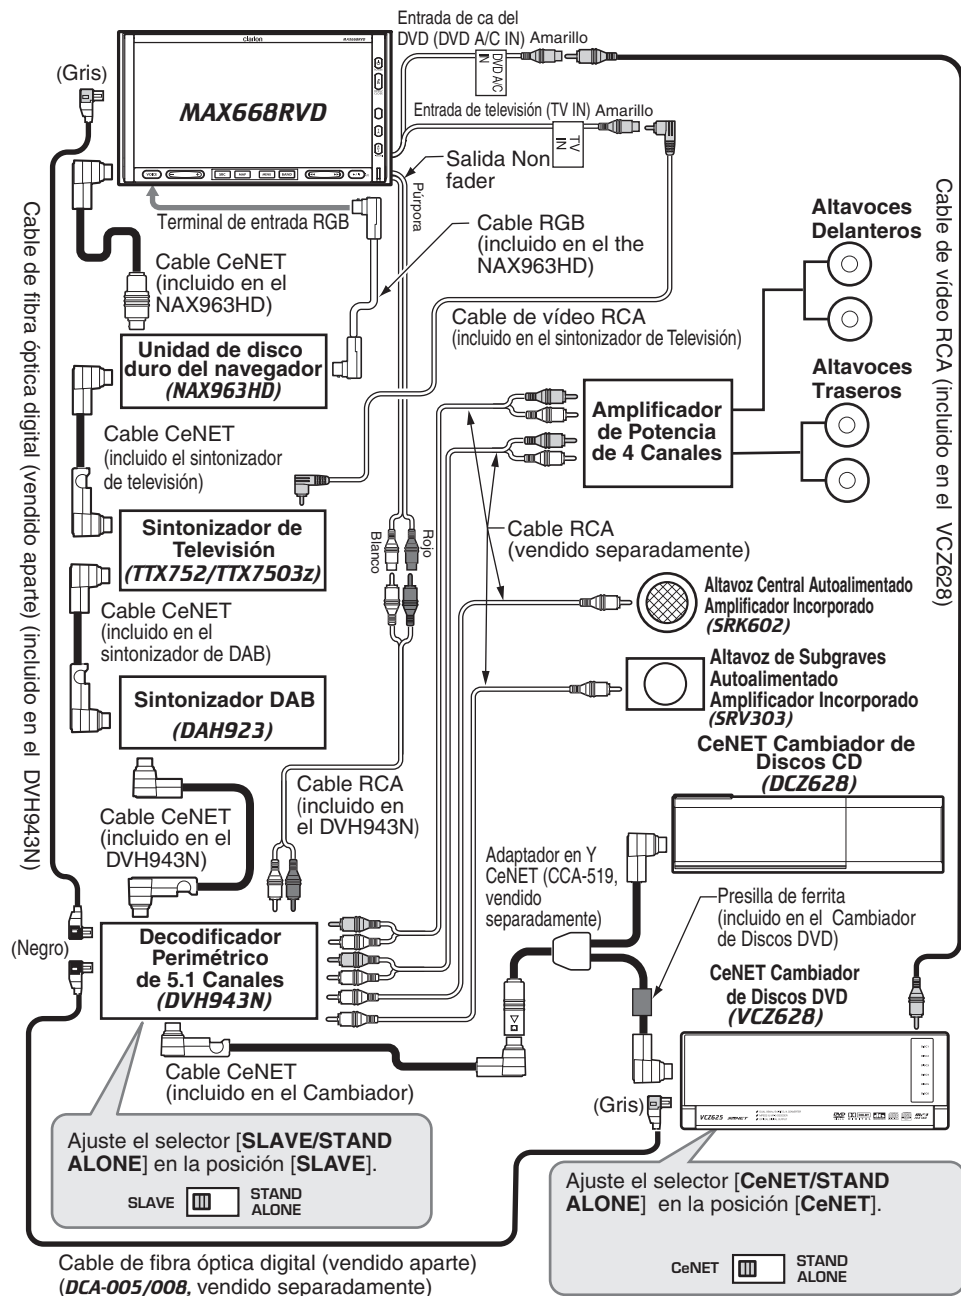 Entrada de ca del
DVD (DVD A/C IN) Amarillo
DVD A/C
IN
clarion
MAX668RVD
(Gris)
MAX668RVD
Entrada de televisión (TV IN) Amarillo
TV
IN
Salida Non
fader
Púrpora
Terminal de entrada RGB
Cable RGB
(incluido en el the
NAX963HD)
Cable CeNET
(incluido en el
NAX963HD)
Altavoces
Delanteros
Cable de vídeo RCA
(incluido en el sintonizador de Televisión)
Cable de fibra óptica digital (vendido aparte) (incluido en el DVH943N)
Cable de vídeo RCA (incluido en el VCZ628)
Unidad de disco
duro del navegador
(NAX963HD)
Altavoces
Traseros
Amplificador
de Potencia
de 4 Canales
Cable CeNET
(incluido el sintonizador
de televisión)
Sintonizador de
Televisión
(TTX752/TTX7503z)
Blanco
Rojo
Cable RCA
(vendido separadamente)
Altavoz Central Autoalimentado
Amplificador Incorporado
(SRK602)
Cable CeNET
(incluido en el
sintonizador de DAB)
Altavoz de Subgraves
Autoalimentado
Amplificador Incorporado
(SRV303)
Sintonizador DAB
(DAH923)
CeNET Cambiador de
Discos CD
(DCZ628)
Cable RCA
(incluido en
el DVH943N)
Cable CeNET
(incluido en el
DVH943N)
Adaptador en Y
CeNET (CCA-519,
vendido
separadamente)
Presilla de ferrita
(incluido en el Cambiador
de Discos DVD)
(Negro)
Decodificador
Perimétrico
de 5.1 Canales
(DVH943N)
CeNET Cambiador
de Discos DVD
(VCZ628)
Cable CeNET
(incluido en el Cambiador)
(Gris)
VCZ625
Ajuste el selector [SLAVE/STAND
ALONE] en la posición [SLAVE].
SLAVE
STAND
ALONE
Ajuste el selector [CeNET/STAND
ALONE] en la posición [CeNET].
CeNET
STAND
ALONE
Cable de fibra óptica digital (vendido aparte)
(DCA-005/008, vendido separadamente)